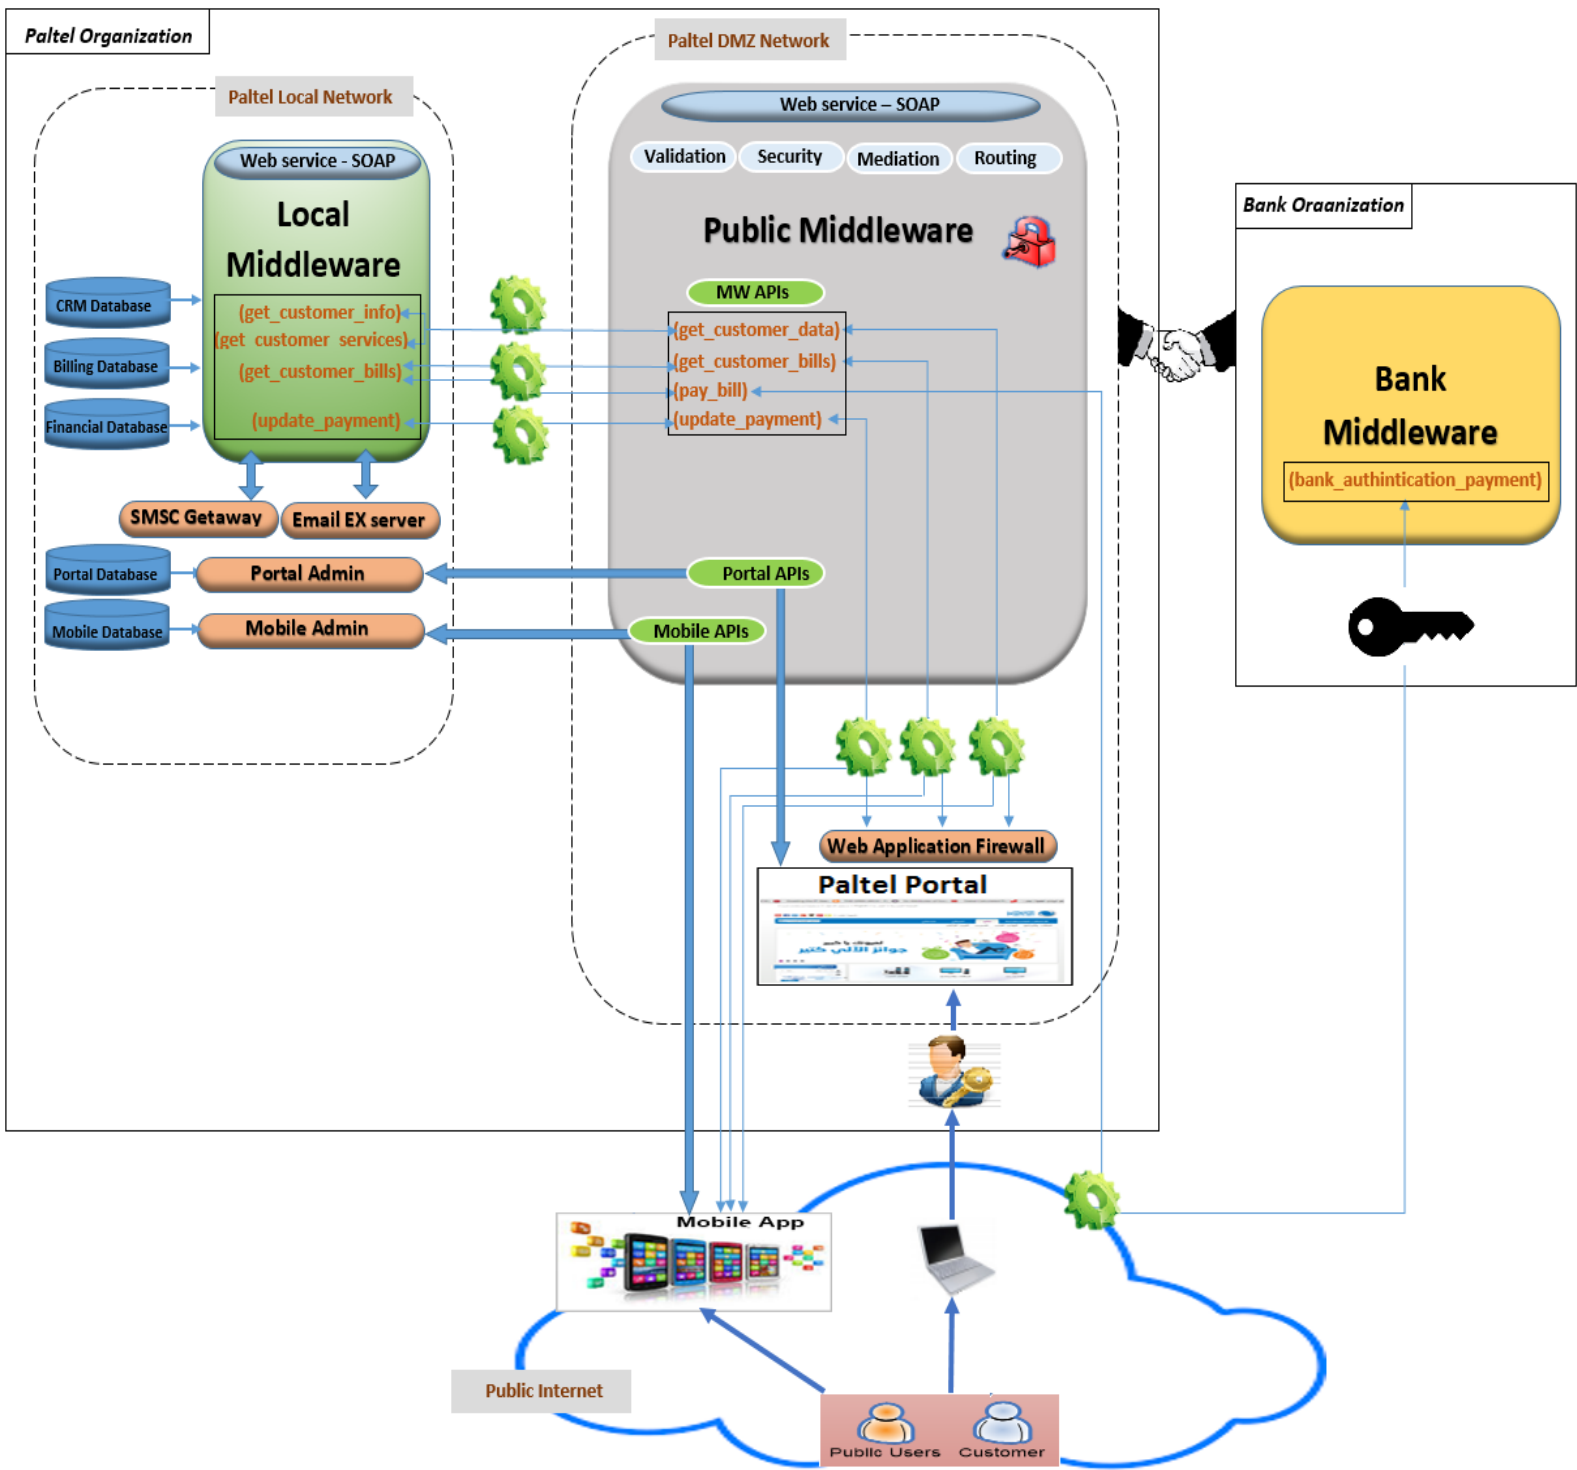 Paltel Organization
Paltel DMZ Network
Paltel Local Network
Web service - SOAP
Local
Middleware
CRM Database
Billing Database
Financial Database
(get_customer_info)
(get_customer_services)
(get_customer_bills)
(update_payment)
SMSC Getaway
Email EX server
Portal Database
Portal Admin
Mobile Database
Mobile Admin
Web service – SOAP
Validation
Security
Mediation
Routing
Public Middleware
MW APIs
(get_customer_data)
(get_customer_bills)
(pay_bill)
(update_payment)
Portal APIs
Mobile APIs
Web Application Firewall
Paltel Portal
جوائز الآلي كتير
Bank Oraanization
Bank
Middleware
(bank_authintication_payment)
Mobile App
Public Internet
Public Users
Customer